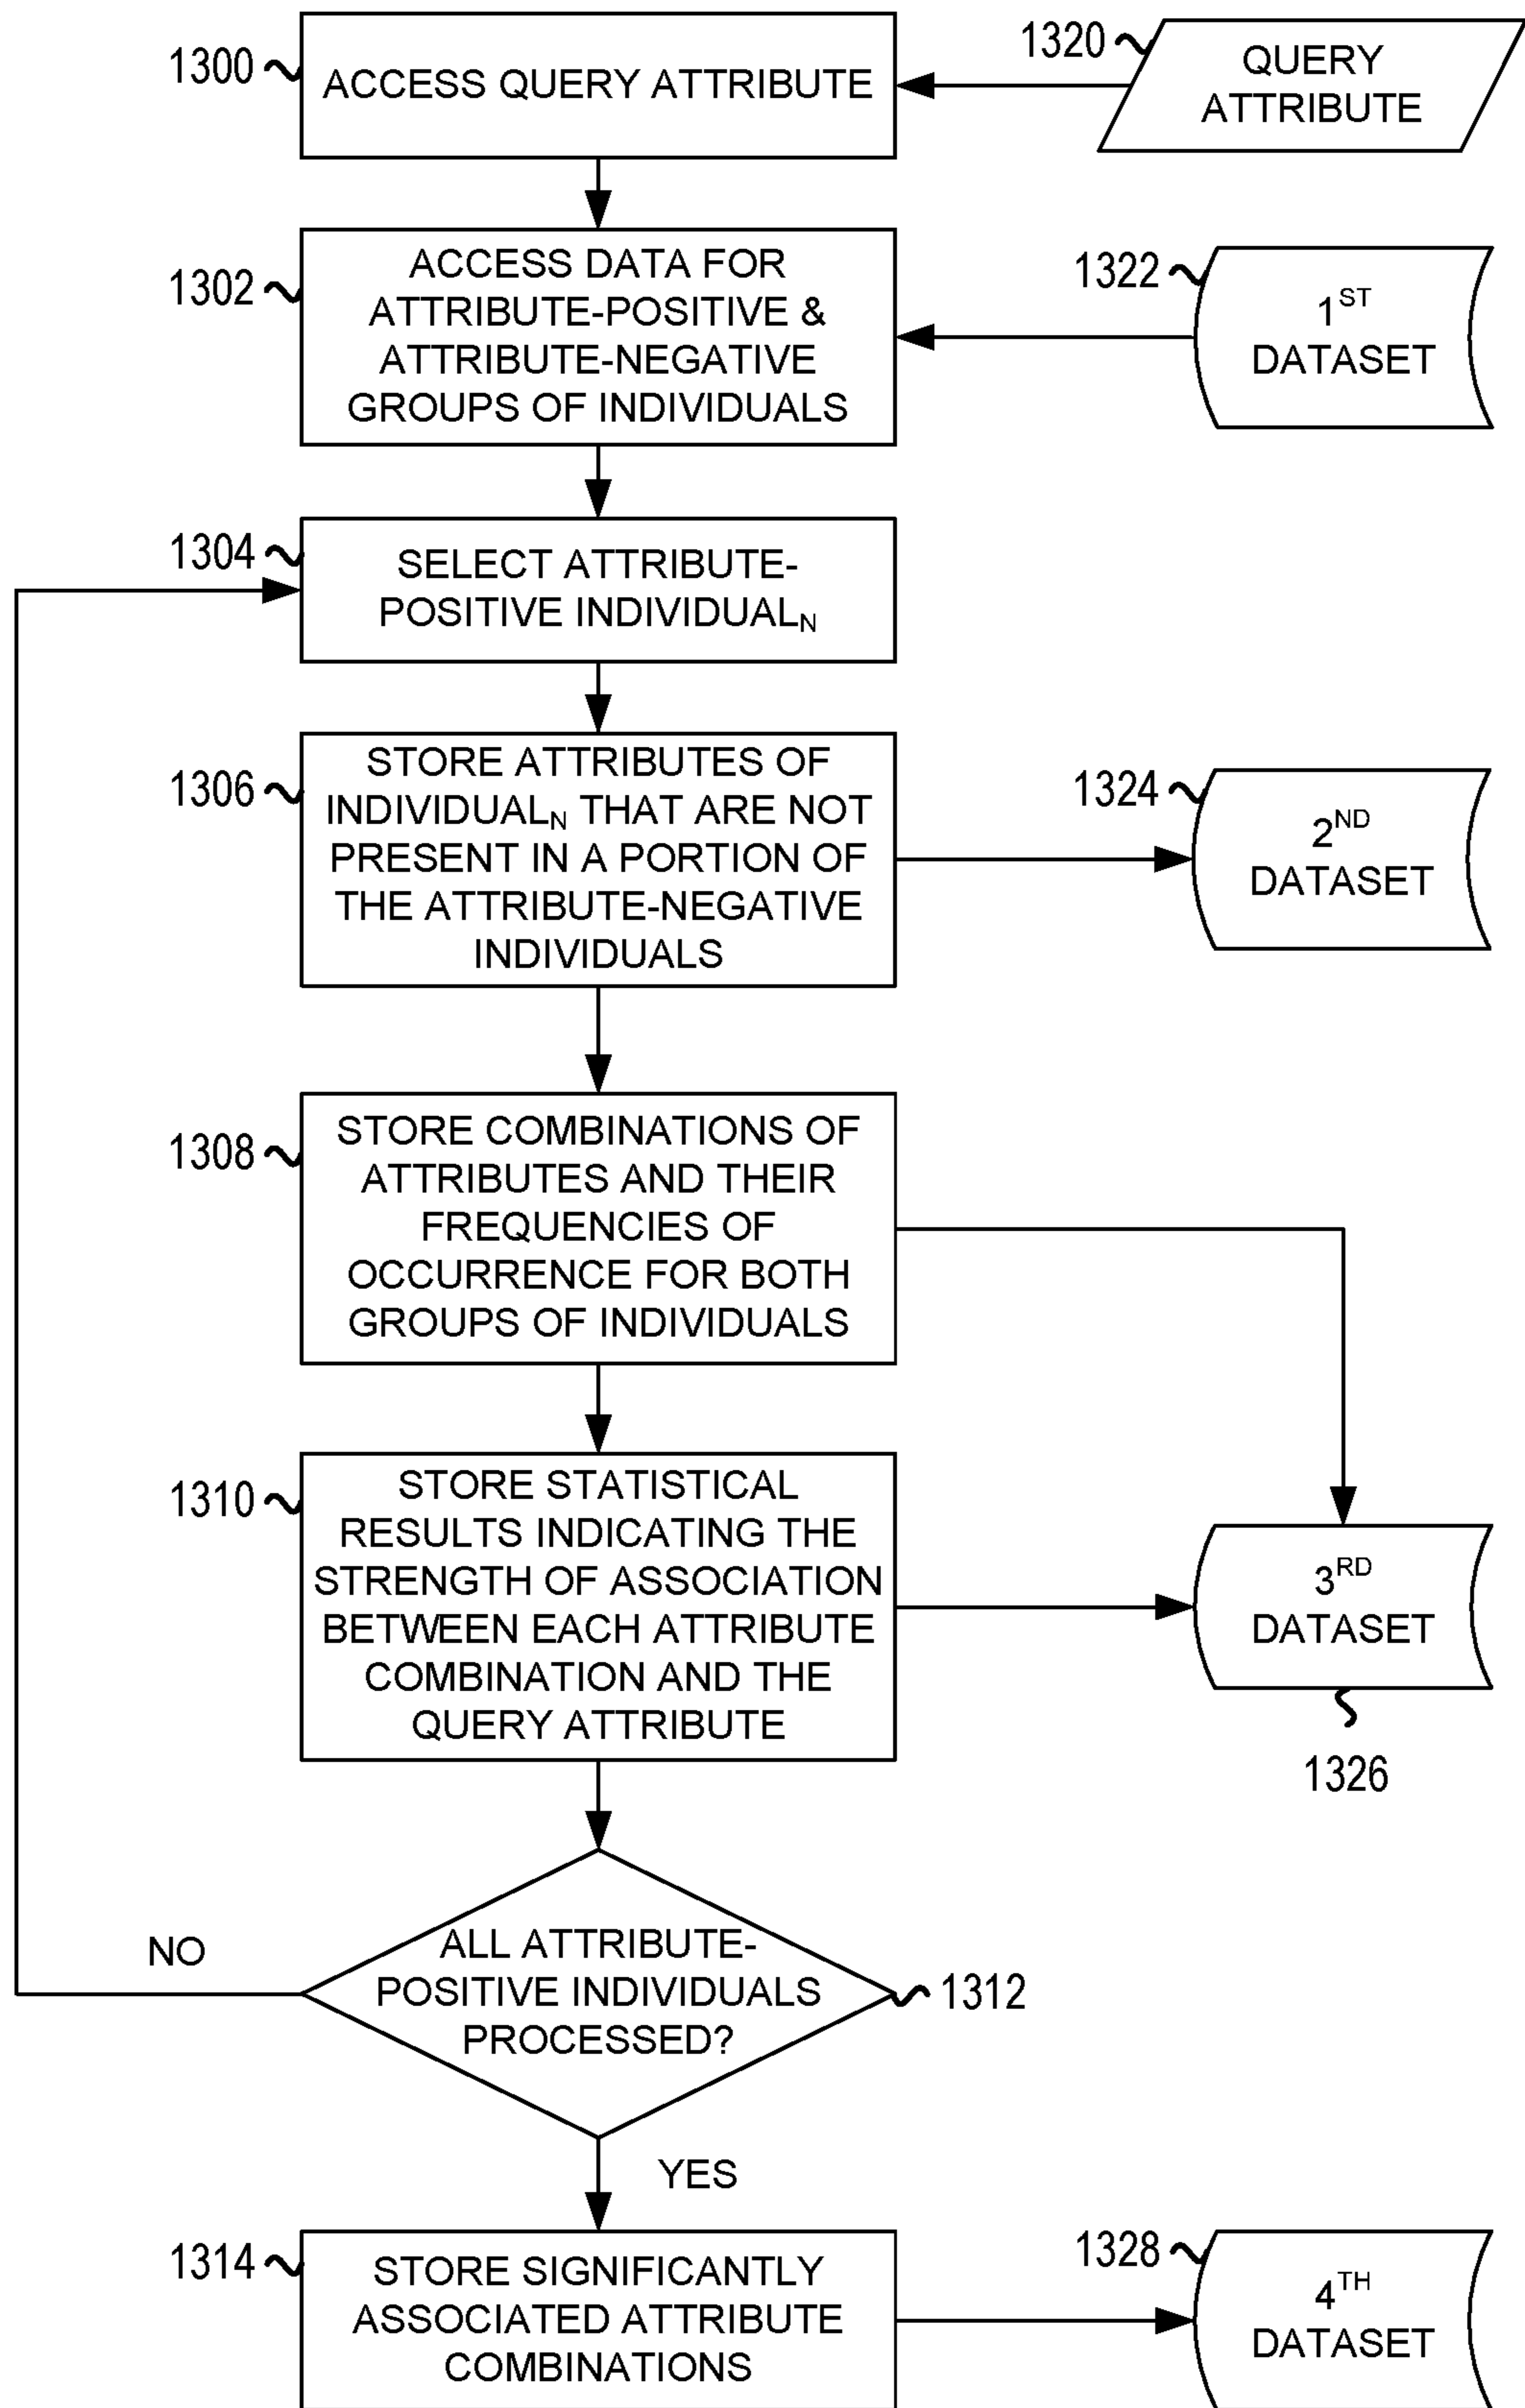 1300
ACCESS QUERY ATTRIBUTE
1320
QUERY
ATTRIBUTE
1302
ACCESS DATA FOR
ATTRIBUTE-POSITIVE &
ATTRIBUTE-NEGATIVE
GROUPS OF INDIVIDUALS
1322
1ST
DATASET
1304
SELECT ATTRIBUTE-
POSITIVE INDIVIDUALN
1306
STORE ATTRIBUTES OF
INDIVIDUALN THAT ARE NOT
PRESENT IN A PORTION OF
THE ATTRIBUTE-NEGATIVE
INDIVIDUALS
1324
2ND
DATASET
1308
STORE COMBINATIONS OF
ATTRIBUTES AND THEIR
FREQUENCIES OF
OCCURRENCE FOR BOTH
GROUPS OF INDIVIDUALS
1310
STORE STATISTICAL
RESULTS INDICATING THE
STRENGTH OF ASSOCIATION
BETWEEN EACH ATTRIBUTE
COMBINATION AND THE
QUERY ATTRIBUTE
3RD
DATASET
1326
NO
ALL ATTRIBUTE-
POSITIVE INDIVIDUALS
PROCESSED?
1312
YES
1314
STORE SIGNIFICANTLY
ASSOCIATED ATTRIBUTE
COMBINATIONS
1328
4TH
DATASET